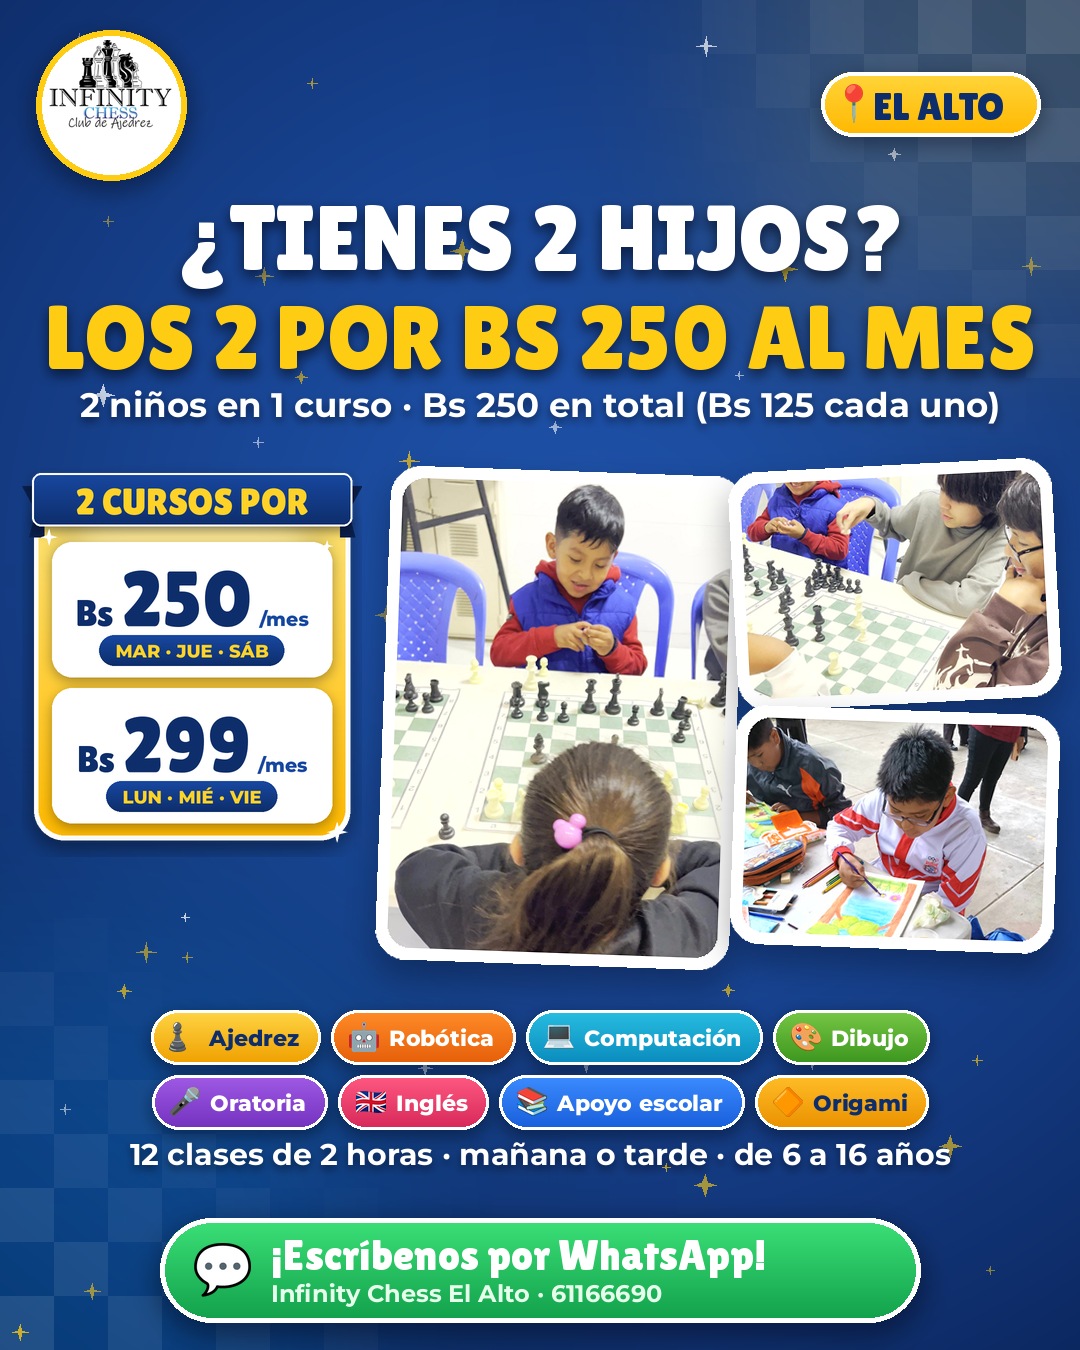 INFINITY
CHESS
Club de Ajedrez
EL ALTO
¿TIENES 2 HIJOS?
LOS 2 POR BS 250 AL MES
2 niños en 1 curso · Bs 250 en total (Bs 125 cada uno)
2 CURSOS POR
Bs 250 /mes
MAR · JUE · SÁB
Bs 299 /mes
LUN · MIÉ · VIE
Ajedrez
Robótica
Computación
Dibujo
Oratoria
Inglés
Apoyo escolar
Origami
12 clases de 2 horas · mañana o tarde · de 6 a 16 años
¡Escríbenos por WhatsApp!
Infinity Chess El Alto · 61166690